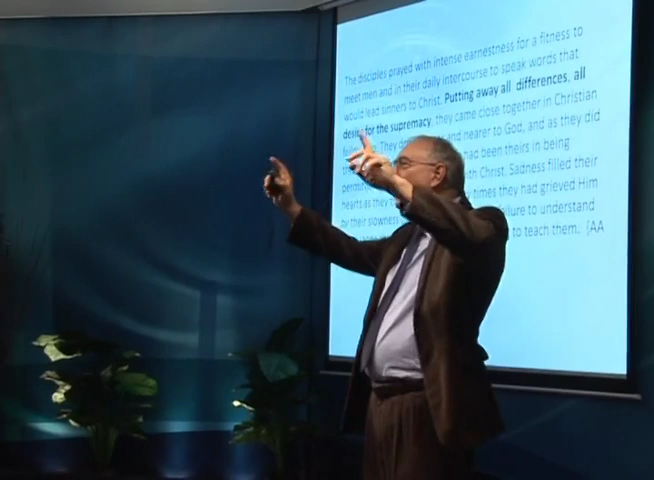 The disciples prayed with intense earnestness for a fitness to
meet men and in their daily intercourse to speak words that
would lead sinners to Christ. Putting away all differences, all
desire for the supremacy, they came close together in Christian
They and nearer to God, and as they did
had been theirs in being
with Christ. Sadness filled their
hearts as they times they had grieved Him
by their slowness failure to understand
to teach them. [AA